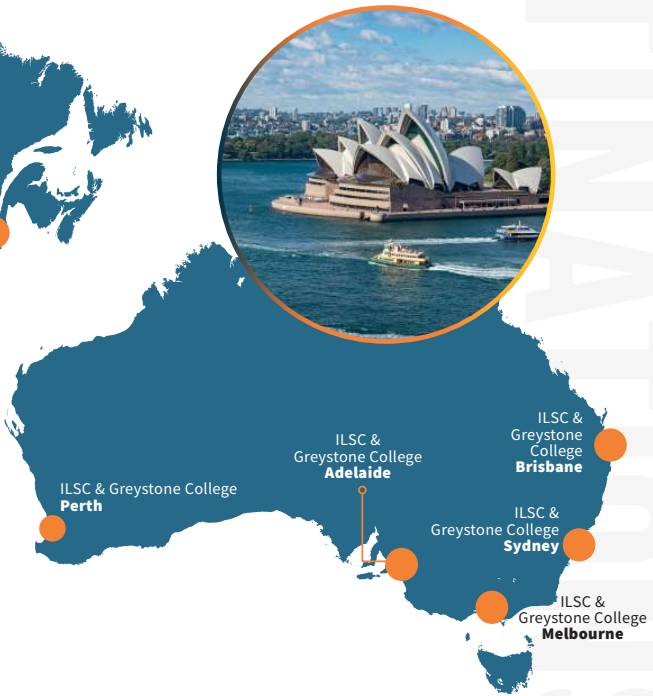 ILSC &
Greystone
College
Brisbane
ILSC &
Greystone College
Adelaide
ILSC & Greystone College
Perth
ILSC &
Greystone College
Sydney
ILSC &
Greystone College
Melbourne